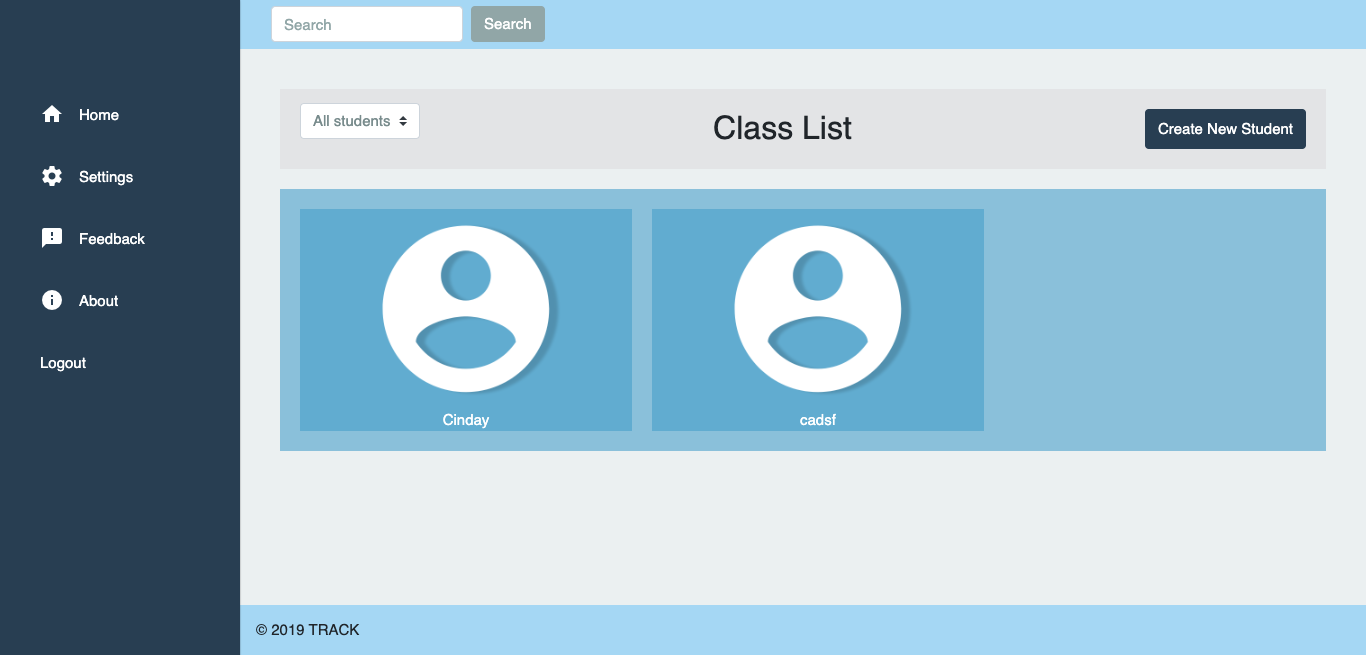 Search
Search
Home
Settings
Feedback
About
Logout
All students
Class List
Create New Student
Cinday
cadsf
© 2019 TRACK